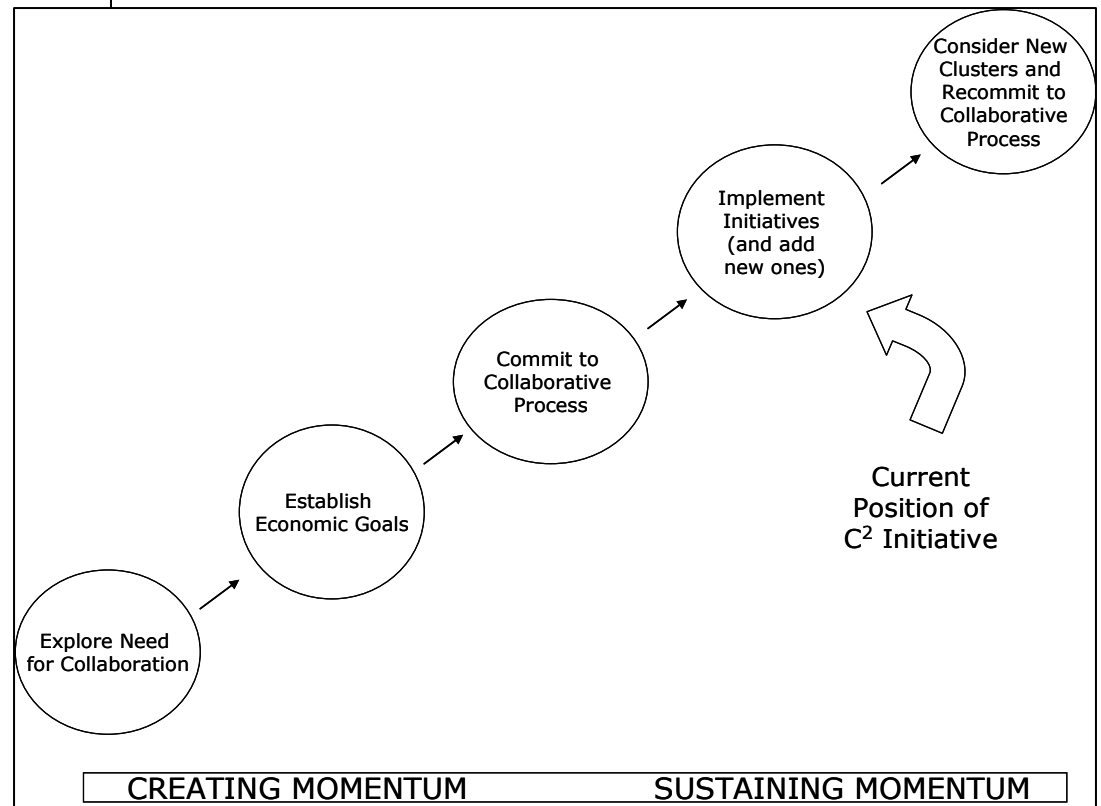 Consider New
Clusters and
Recommit to
Collaborative
Process
Implement
Initiatives
(and add
new ones)
Commit to
Collaborative
Process
Current
Position of
C² Initiative
Establish
Economic Goals
Explore Need
for Collaboration
CREATING MOMENTUM
SUSTAINING MOMENTUM